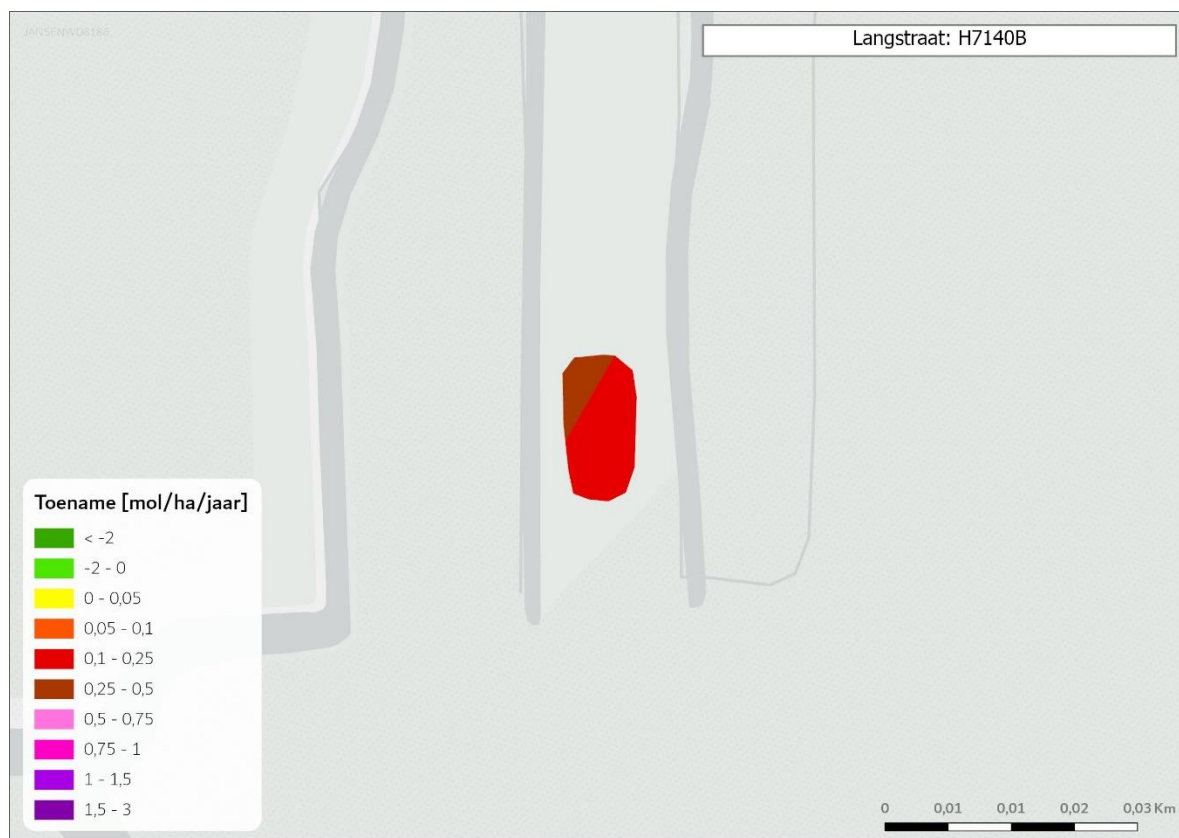 JANSENWO8186
Langstraat: H7140B
Toename [mol/ha/jaar]
< -2
-2 - 0
0 - 0,05
0,05 - 0,1
0,1 - 0,25
0,25 - 0,5
0,5 - 0,75
0,75 - 1
1 - 1,5
1,5 - 3
0 0,01 0,01 0,02 0,03 Km